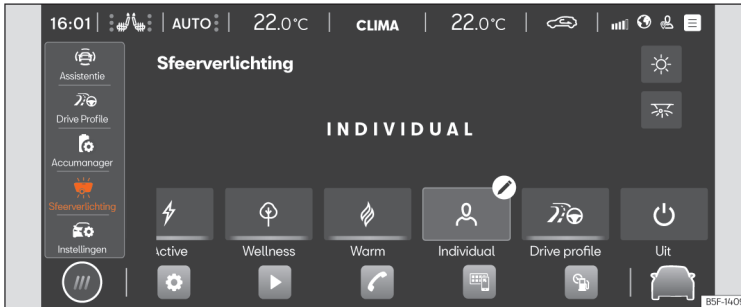 16:01 AUTO 22.0°C CLIMA 22.0°C
Assistentie
Drive Profile
Accumanager
Sfeerverlichting
Instellingen
Sfeerverlichting
INDIVIDUAL
Active Wellness Warm Individual Drive profile Uit
B5F-1401